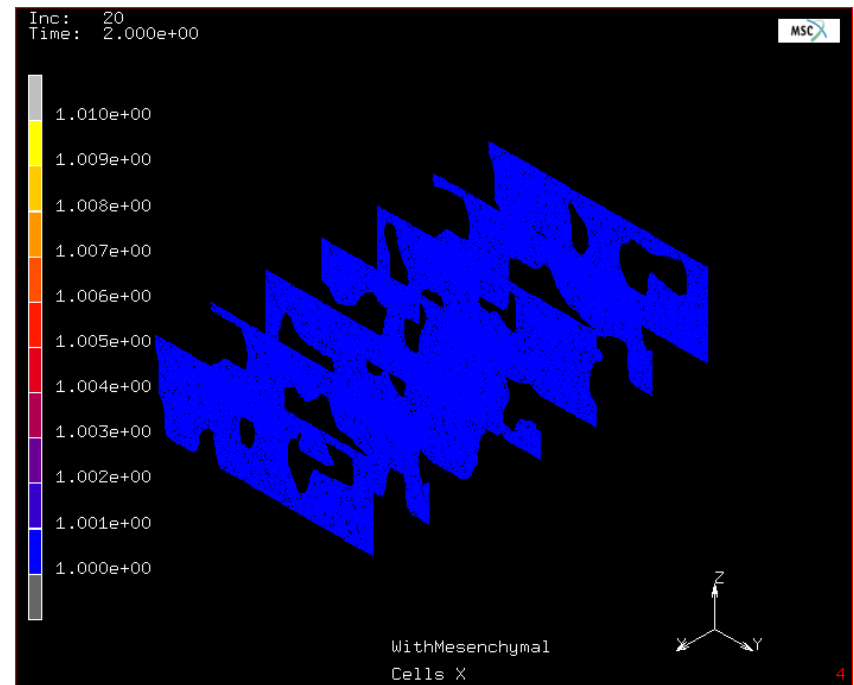 Inc: 20
Time: 2.000e+00
MSC
1.010e+00
1.009e+00
1.008e+00
1.007e+00
1.006e+00
1.005e+00
1.004e+00
1.003e+00
1.002e+00
1.001e+00
1.000e+00
Z
X Y
WithMesenchymal
Cells X
4